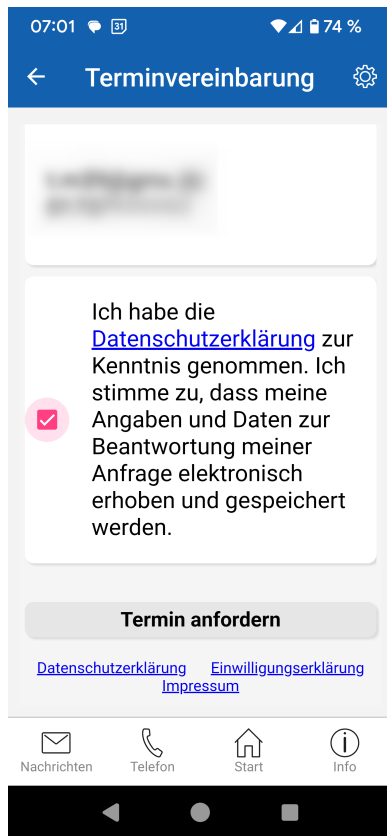 07:01 31 74 %
Terminvereinbarung
Ich habe die
Datenschutzerklärung zur
Kenntnis genommen. Ich
stimme zu, dass meine
Angaben und Daten zur
Beantwortung meiner
Anfrage elektronisch
erhoben und gespeichert
werden.
Termin anfordern
Datenschutzerklärung Einwilligungserklärung
Impressum
Nachrichten Telefon Start Info